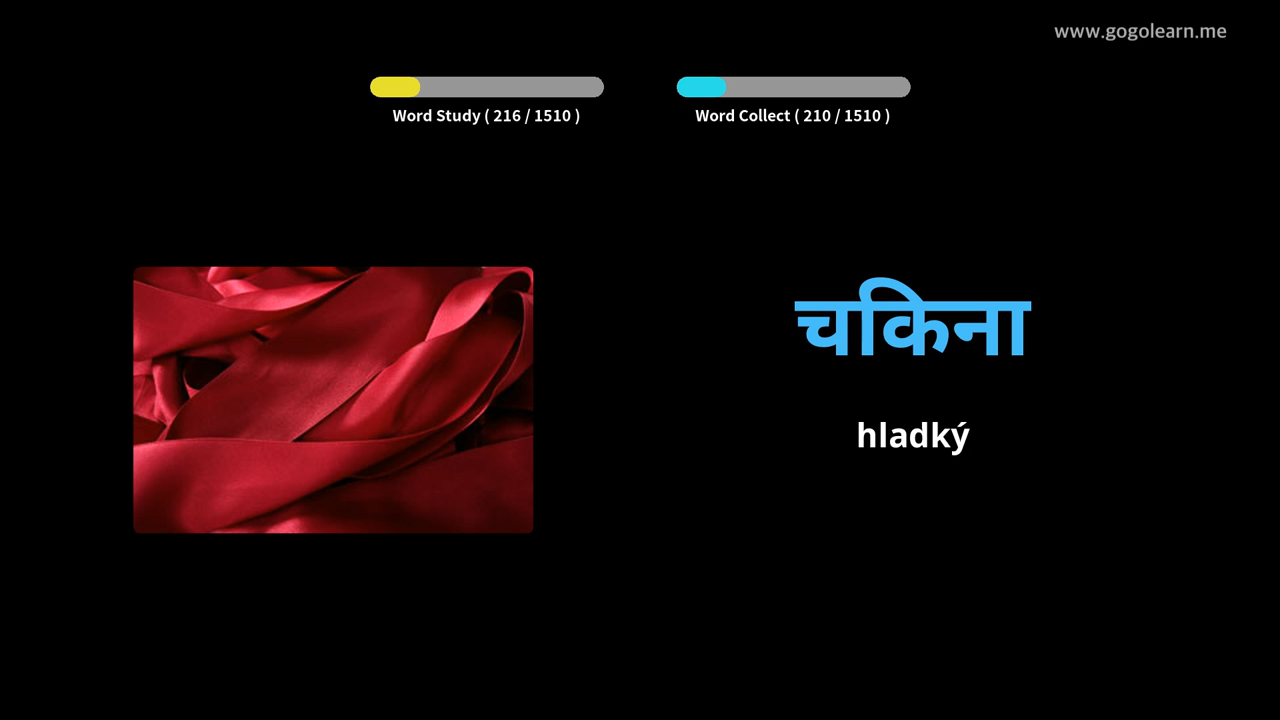 www.gogolearn.me
Word Study ( 216 / 1510 )
Word Collect ( 210 / 1510 )
चकिना
hladký